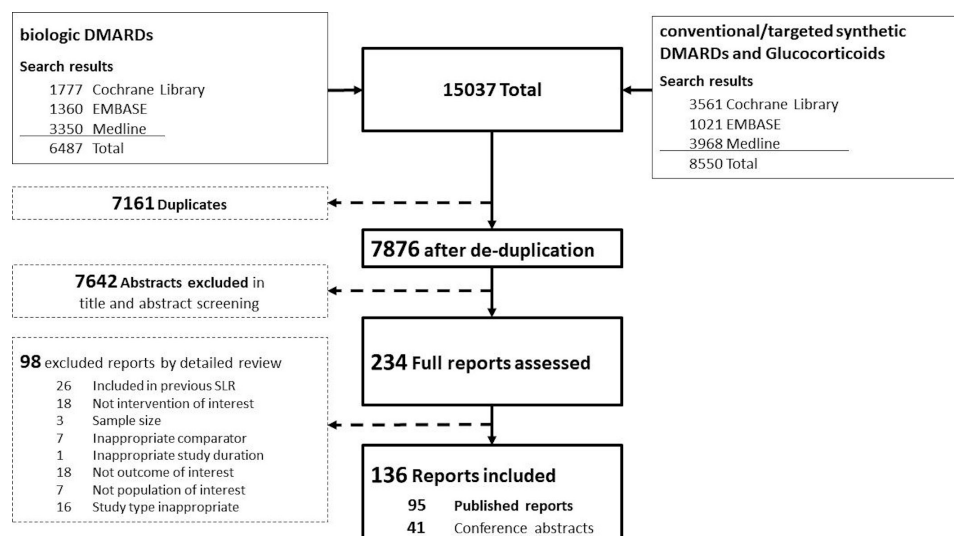 biologic DMARDs
Search results
1777 Cochrane Library
1360 EMBASE
3350 Medline
6487 Total
15037 Total
conventional/targeted synthetic
DMARDs and Glucocorticoids
Search results
3561 Cochrane Library
1021 EMBASE
3968 Medline
8550 Total
7161 Duplicates
7876 after de-duplication
7642 Abstracts excluded in
title and abstract screening
234 Full reports assessed
98 excluded reports by detailed review
26 Included in previous SLR
18 Not intervention of interest
3 Sample size
7 Inappropriate comparator
1 Inappropriate study duration
18 Not outcome of interest
7 Not population of interest
16 Study type inappropriate
136 Reports included
95 Published reports
41 Conference abstracts